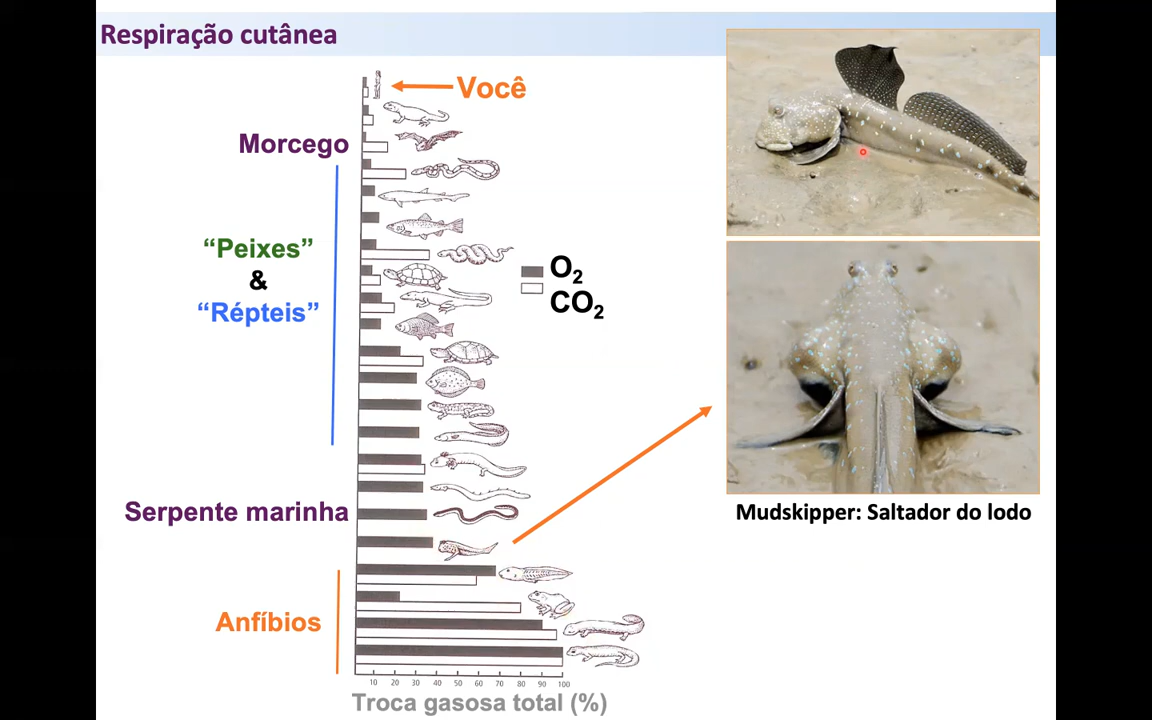 Respiração cutânea
Você
Morcego
“Peixes”
&
“Répteis”
O2
CO2
Serpente marinha
Mudskipper: Saltador do lodo
Anfíbios
10 20 30 40 50 60 70 80 90 100
Troca gasosa total (%)